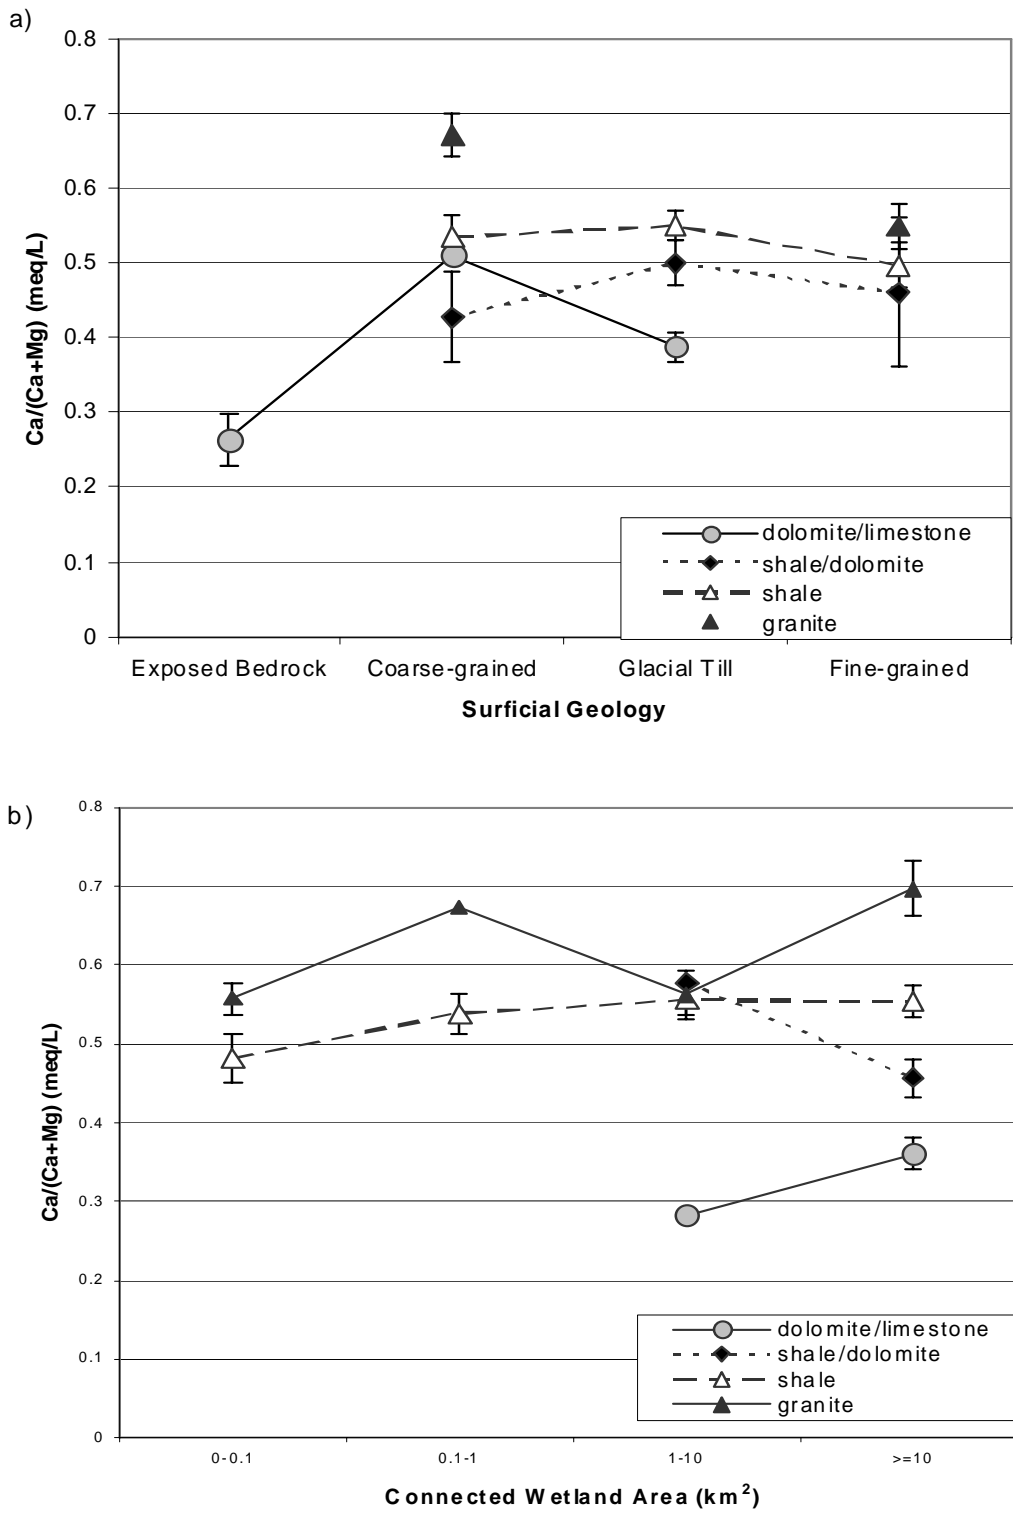 a)
0.8
0.7
0.6
0.5
0.4
0.3
0.2
0.1
0
Ca/(Ca+Mg) (meq/L)
dolomite/limestone
shale/dolomite
shale
granite
Exposed Bedrock Coarse-grained Glacial Till Fine-grained
Surficial Geology
b)
0.8
0.7
0.6
0.5
0.4
0.3
0.2
0.1
0
Ca/(Ca+Mg) (meq/L)
dolomite/limestone
shale/dolomite
shale
granite
0-0.1 0.1-1 1-10 >=10
Connected Wetland Area (km²)